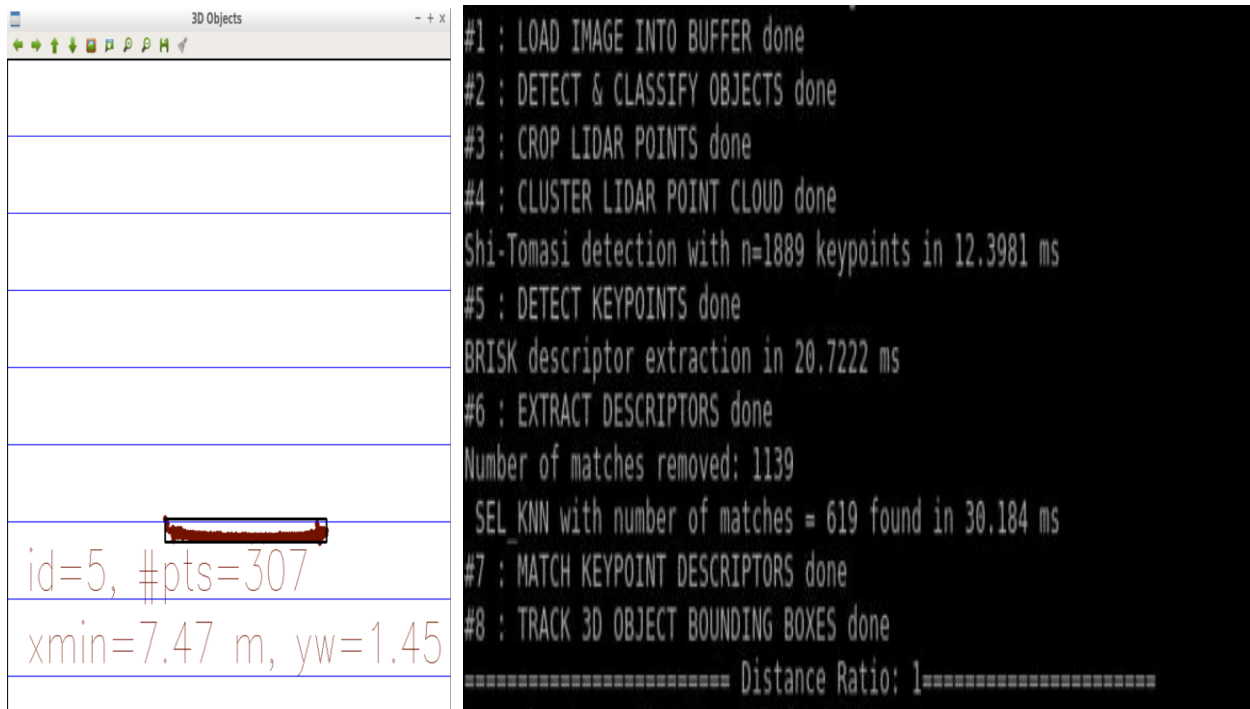 3D Objects
id=5, #pts=307
xmin=7.47 m, yw=1.45
#1 : LOAD IMAGE INTO BUFFER done
#2 : DETECT & CLASSIFY OBJECTS done
#3 : CROP LIDAR POINTS done
#4 : CLUSTER LIDAR POINT CLOUD done
Shi-Tomasi detection with n=1889 keypoints in 12.3981 ms
#5 : DETECT KEYPOINTS done
BRISK descriptor extraction in 20.7222 ms
#6 : EXTRACT DESCRIPTORS done
Number of matches removed: 1139
SEL_KNN with number of matches = 619 found in 30.184 ms
#7 : MATCH KEYPOINT DESCRIPTORS done
#8 : TRACK 3D OBJECT BOUNDING BOXES done
========================= Distance Ratio: 1======================